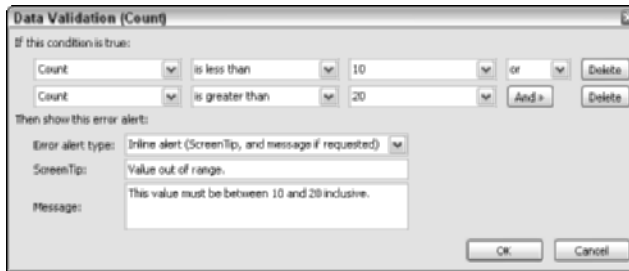 Data Validation (Count)
If this condition is true:
Count is less than 10 or Delete
Count is greater than 20 And » Delete
Then show this error alert:
Error alert type: Inline alert (ScreenTip, and message if requested)
ScreenTip: Value out of range.
Message: This value must be between 10 and 20 inclusive.
OK Cancel